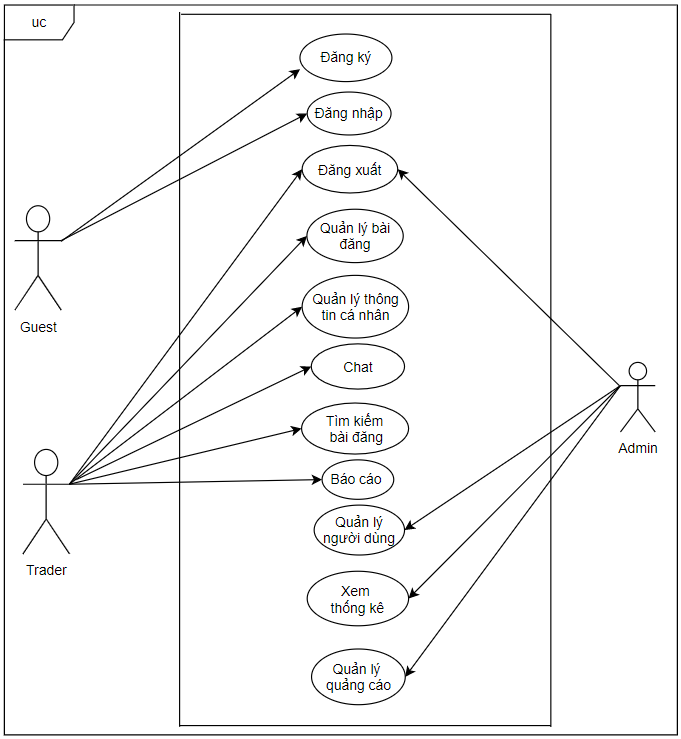 uc
Đăng ký
Đăng nhập
Đăng xuất
Quản lý bài
đăng
Guest
Quản lý thông
tin cá nhân
Chat
Admin
Tìm kiếm
bài đăng
Báo cáo
Trader
Quản lý
người dùng
Xem
thống kê
Quản lý
quảng cáo